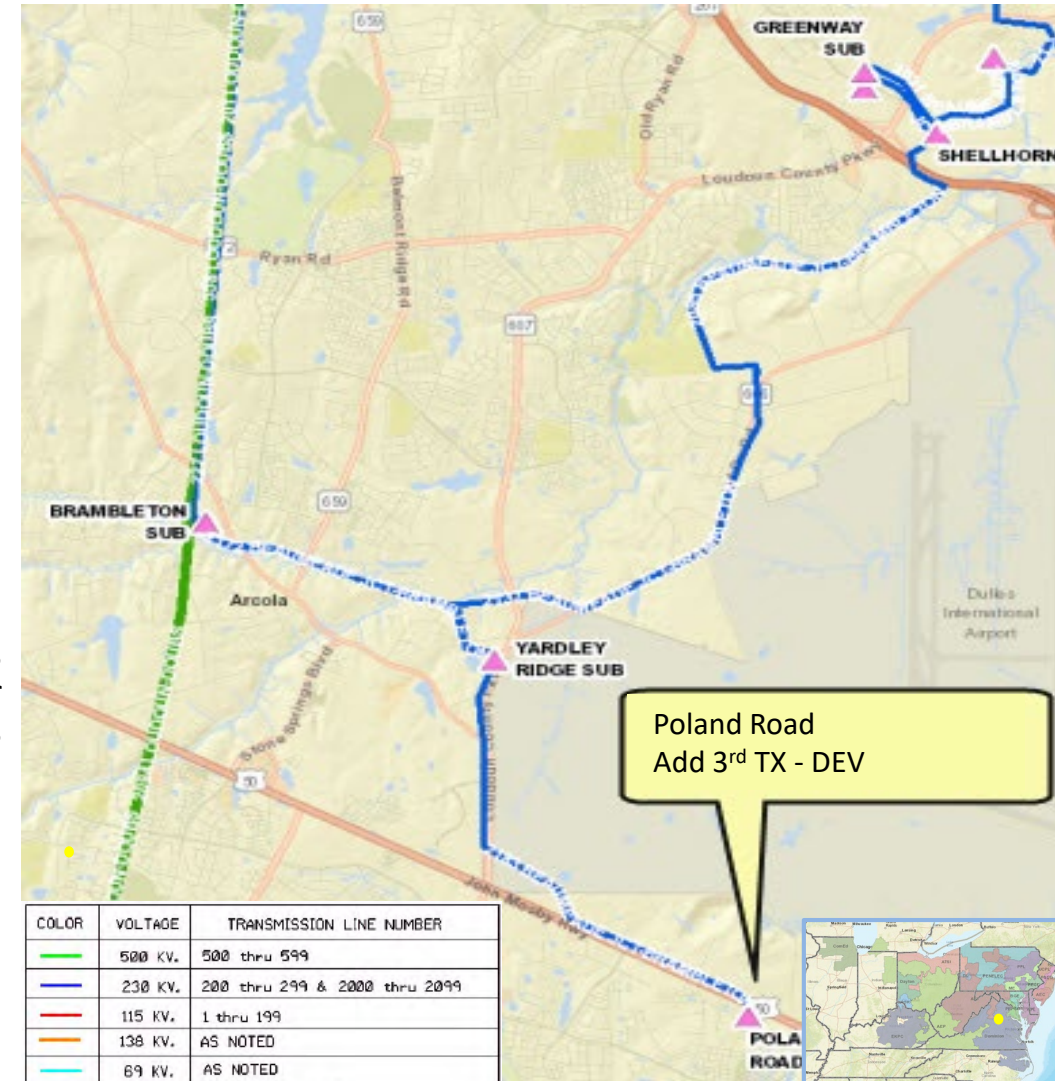 659
GREENWAY
SUB
Old Ryan Rd
SHELLHORN
Loudoun County Pkwy
Belmont Ridge Rd
Ryan Rd
607
659
BRAMBLETON
SUB
Arcola
Dulles
International
Airport
YARDLEY
RIDGE SUB
Stone Springs Blvd
Loudoun County
50
Poland Road
Add 3rd TX - DEV
John Mosby Hwy
50
POLA
ROAD
COLOR VOLTAGE TRANSMISSION LINE NUMBER
500 KV. 500 thru 599
230 KV. 200 thru 299 & 2000 thru 2099
115 KV. 1 thru 199
138 KV. AS NOTED
69 KV. AS NOTED